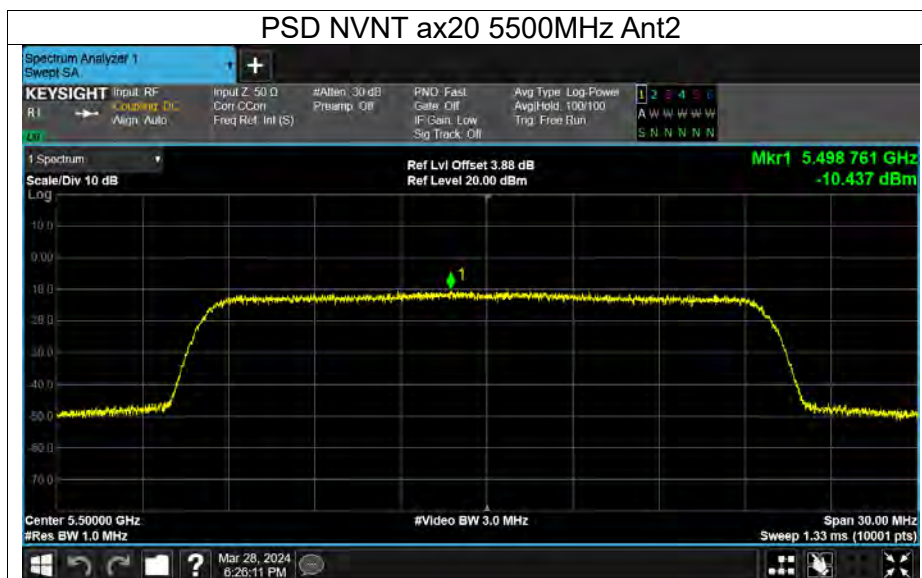 PSD NVNT ax20 5500MHz Ant2
Spectrum Analyzer 1
Swept SA
+
KEYSIGHT Input: RF Input Z: 50 Ω #Atten: 30 dB PNO: Fast Avg Type: Log-Power 1 2 3 4 5 6
Coupling: DC Corr CCorr Preamp: Off Gate: Off Avg|Hold: 100/100 A W W W W W
Align: Auto Freq Ref: Int (S) IF Gain: Low Trig: Free Run
Sig Track: Off S N N N N N
1 Spectrum
Ref Lvl Offset 3.88 dB Mkr1 5.498 761 GHz
Scale/Div 10 dB Ref Level 20.00 dBm -10.437 dBm
Log
10.0
0.00
1
-10.0
-20.0
-30.0
-40.0
-50.0
-60.0
-70.0
Center 5.50000 GHz #Video BW 3.0 MHz Span 30.00 MHz
#Res BW 1.0 MHz Sweep 1.33 ms (10001 pts)
? Mar 28, 2024
6:26:11 PM